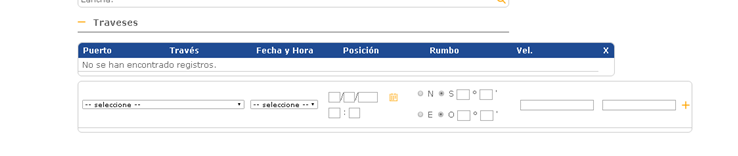 Lancha:
Traveses
Puerto Través Fecha y Hora Posición Rumbo Vel. X
No se han encontrado registros.
-- seleccione -- -- seleccione -- / / N S º º '
: E O º º '